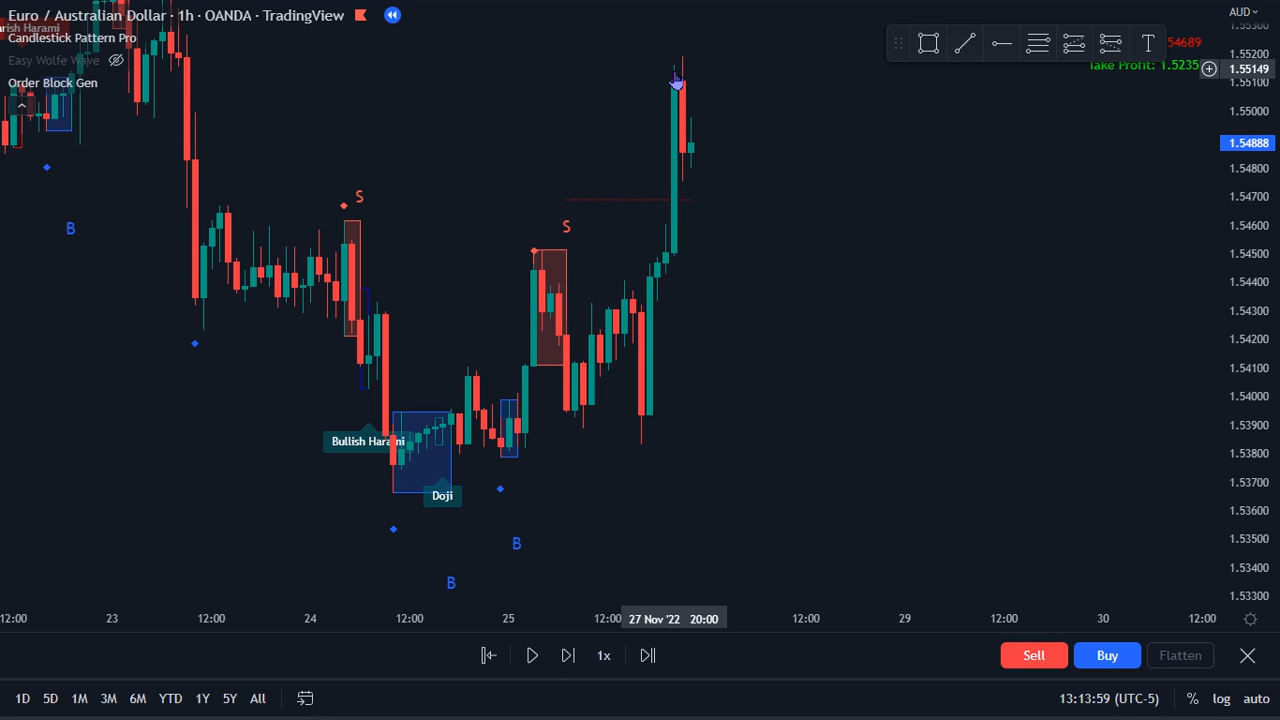 Euro / Australian Dollar · 1h · OANDA · TradingView
arish Harami
Candlestick Pattern Pro
Easy Wolfe Wave
Order Block Gen
54689
Take Profit: 1.5235
AUD
1.55300
1.55200
1.55149
1.55100
1.55000
1.54888
1.54800
1.54700
1.54600
1.54500
1.54400
1.54300
1.54200
1.54100
1.54000
1.53900
1.53800
1.53700
1.53600
1.53500
1.53400
1.53300
T
B
S
S
Bullish Harami
Doji
B
B
12:00 23 12:00 24 12:00 25 12:00 27 Nov '22 20:00 12:00 29 12:00 30 12:00
1x
Sell Buy Flatten
1D 5D 1M 3M 6M YTD 1Y 5Y All
13:13:59 (UTC-5) % log auto